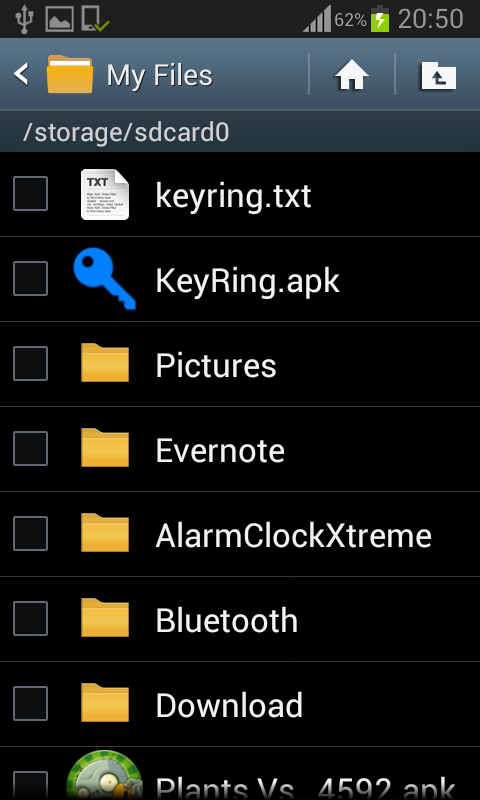 62% 20:50
My Files
/storage/sdcard0
TXT
keyring.txt
KeyRing.apk
Pictures
Evernote
AlarmClockXtreme
Bluetooth
Download
Plants Vs._4592.apk